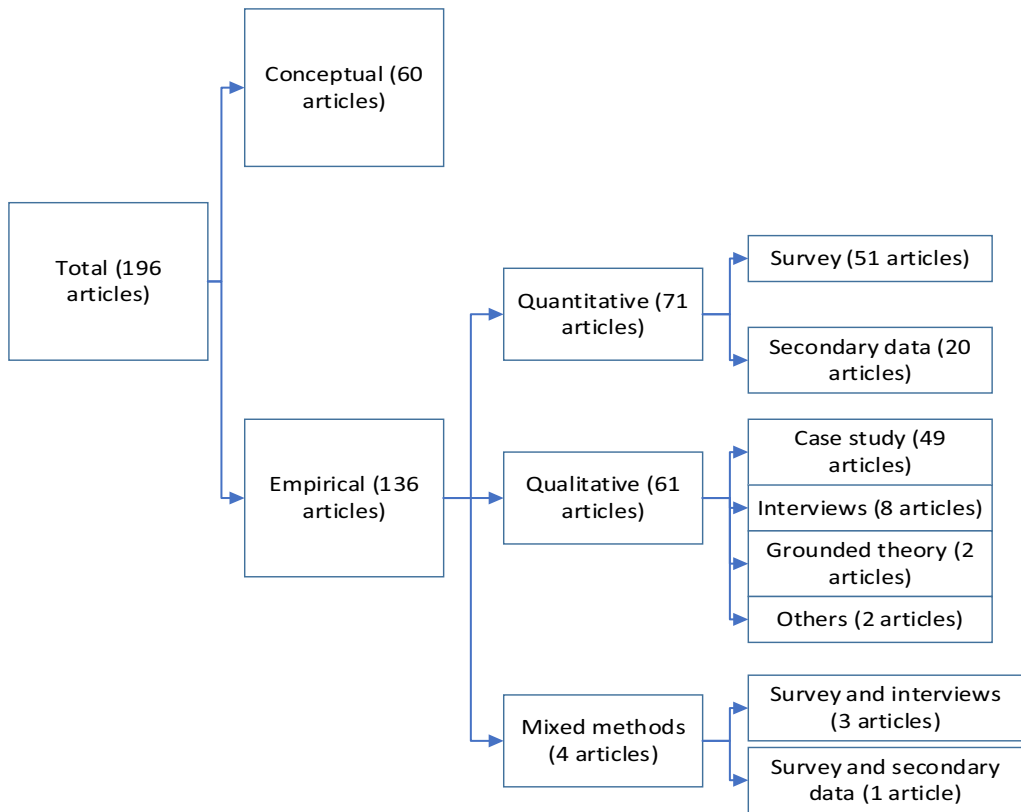 Conceptual (60
articles)
Total (196
articles)
Empirical (136
articles)
Quantitative (71
articles)
Survey (51 articles)
Secondary data (20
articles)
Qualitative (61
articles)
Case study (49
articles)
Interviews (8 articles)
Grounded theory (2
articles)
Others (2 articles)
Mixed methods
(4 articles)
Survey and interviews
(3 articles)
Survey and secondary
data (1 article)